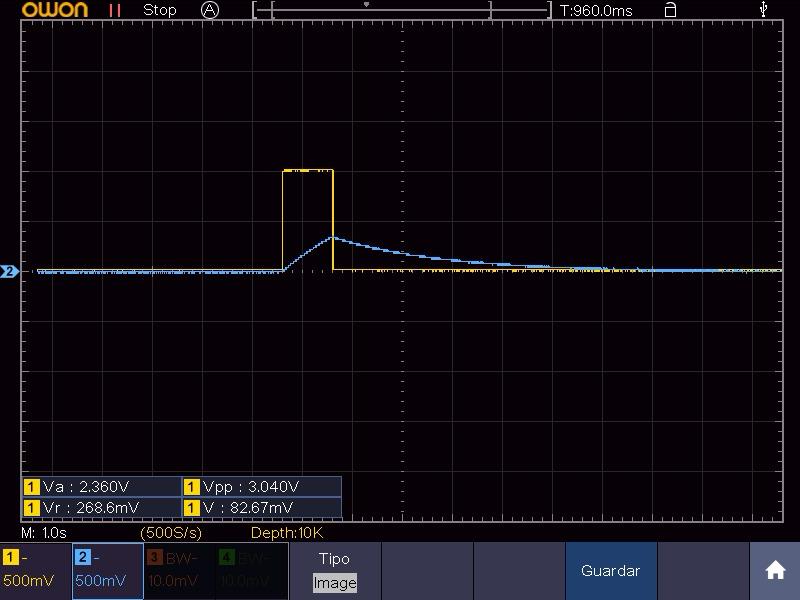 OWON Stop A T:960.0ms
2
1 Va : 2.360V 1 Vpp : 3.040V
1 Vr : 268.6mV 1 V : 82.67mV
M: 1.0s (500S/s) Depth:10K
1 - 2 - 3 BW- 4 BW- Tipo
500mV 500mV 10.0mV 10.0mV Image Guardar